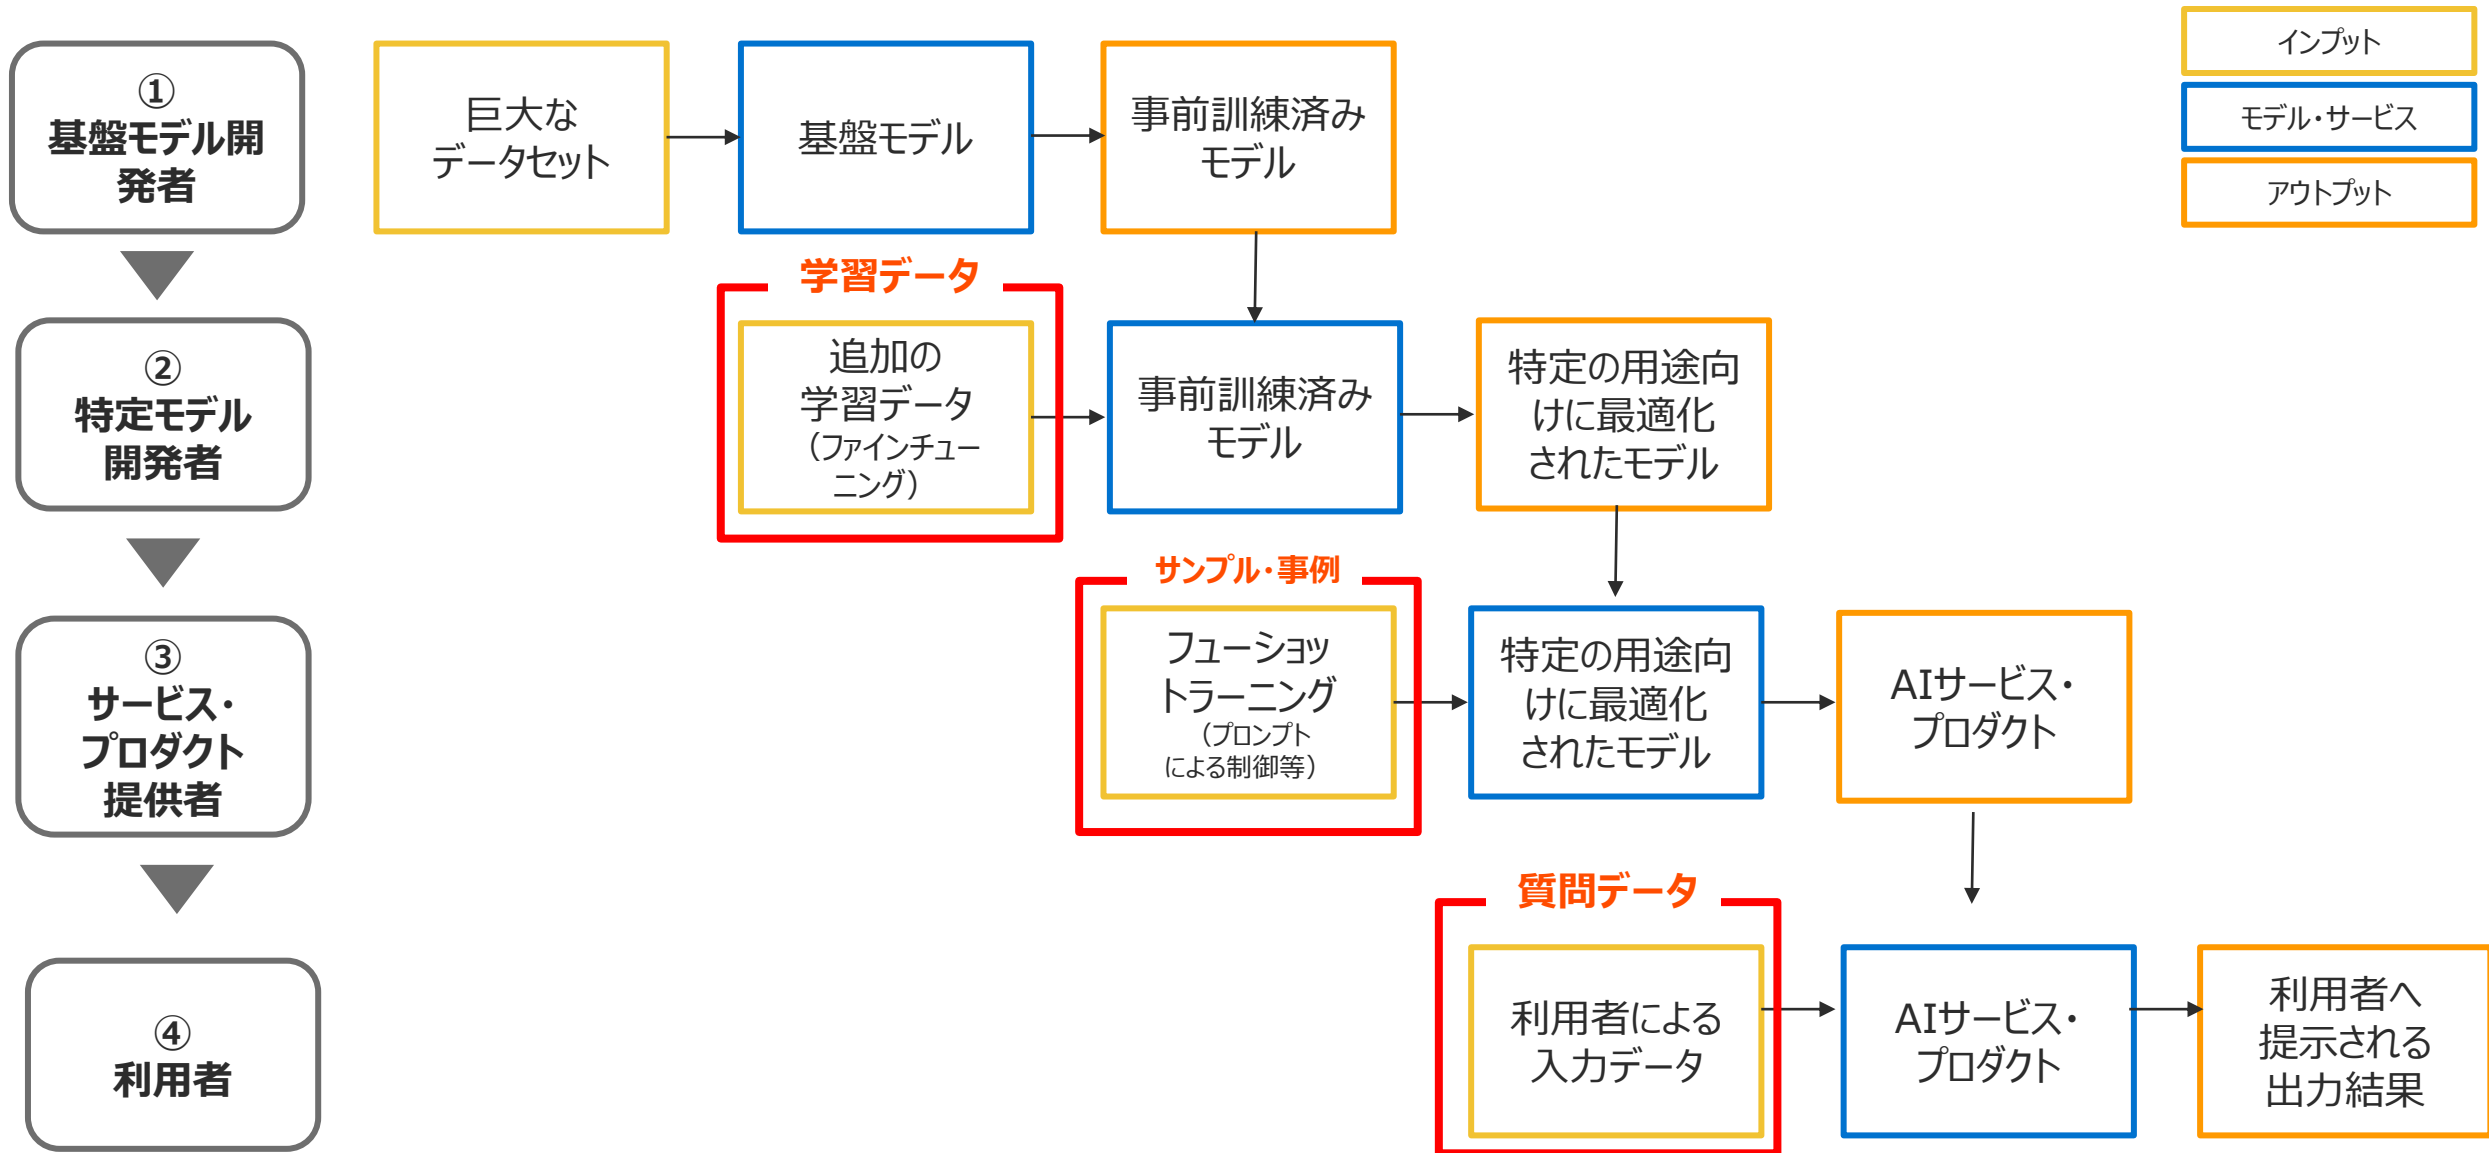 インプット
モデル・サービス
アウトプット
①
基盤モデル開
発者
巨大な
データセット
基盤モデル
事前訓練済み
モデル
②
特定モデル
開発者
学習データ
追加の
学習データ
（ファインチュー
ニング）
事前訓練済み
モデル
特定の用途向
けに最適化
されたモデル
③
サービス・
プロダクト
提供者
サンプル・事例
フューショッ
トラーニング
（プロンプト
による制御等）
特定の用途向
けに最適化
されたモデル
AIサービス・
プロダクト
④
利用者
質問データ
利用者による
入力データ
AIサービス・
プロダクト
利用者へ
提示される
出力結果